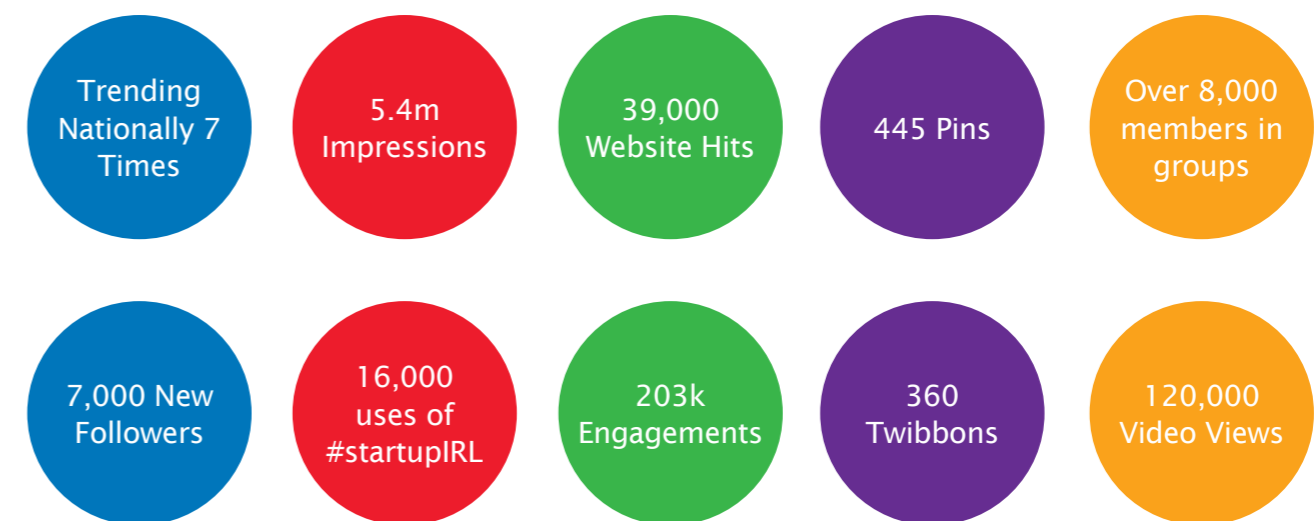 Trending
Nationally 7
Times
5.4m
Impressions
39,000
Website Hits
445 Pins
Over 8,000
members in
groups
7,000 New
Followers
16,000
uses of
#startupIRL
203k
Engagements
360
Twibbons
120,000
Video Views